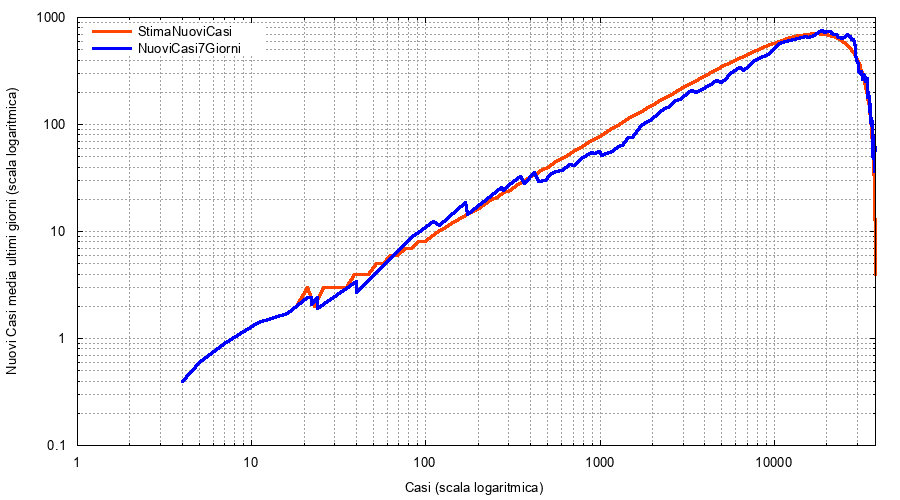 1000
StimaNuoviCasi
NuoviCasi7Giorni
100
10
1
0.1
Nuovi Casi media ultimi giorni (scala logaritmica)
1 10 100 1000 10000
Casi (scala logaritmica)